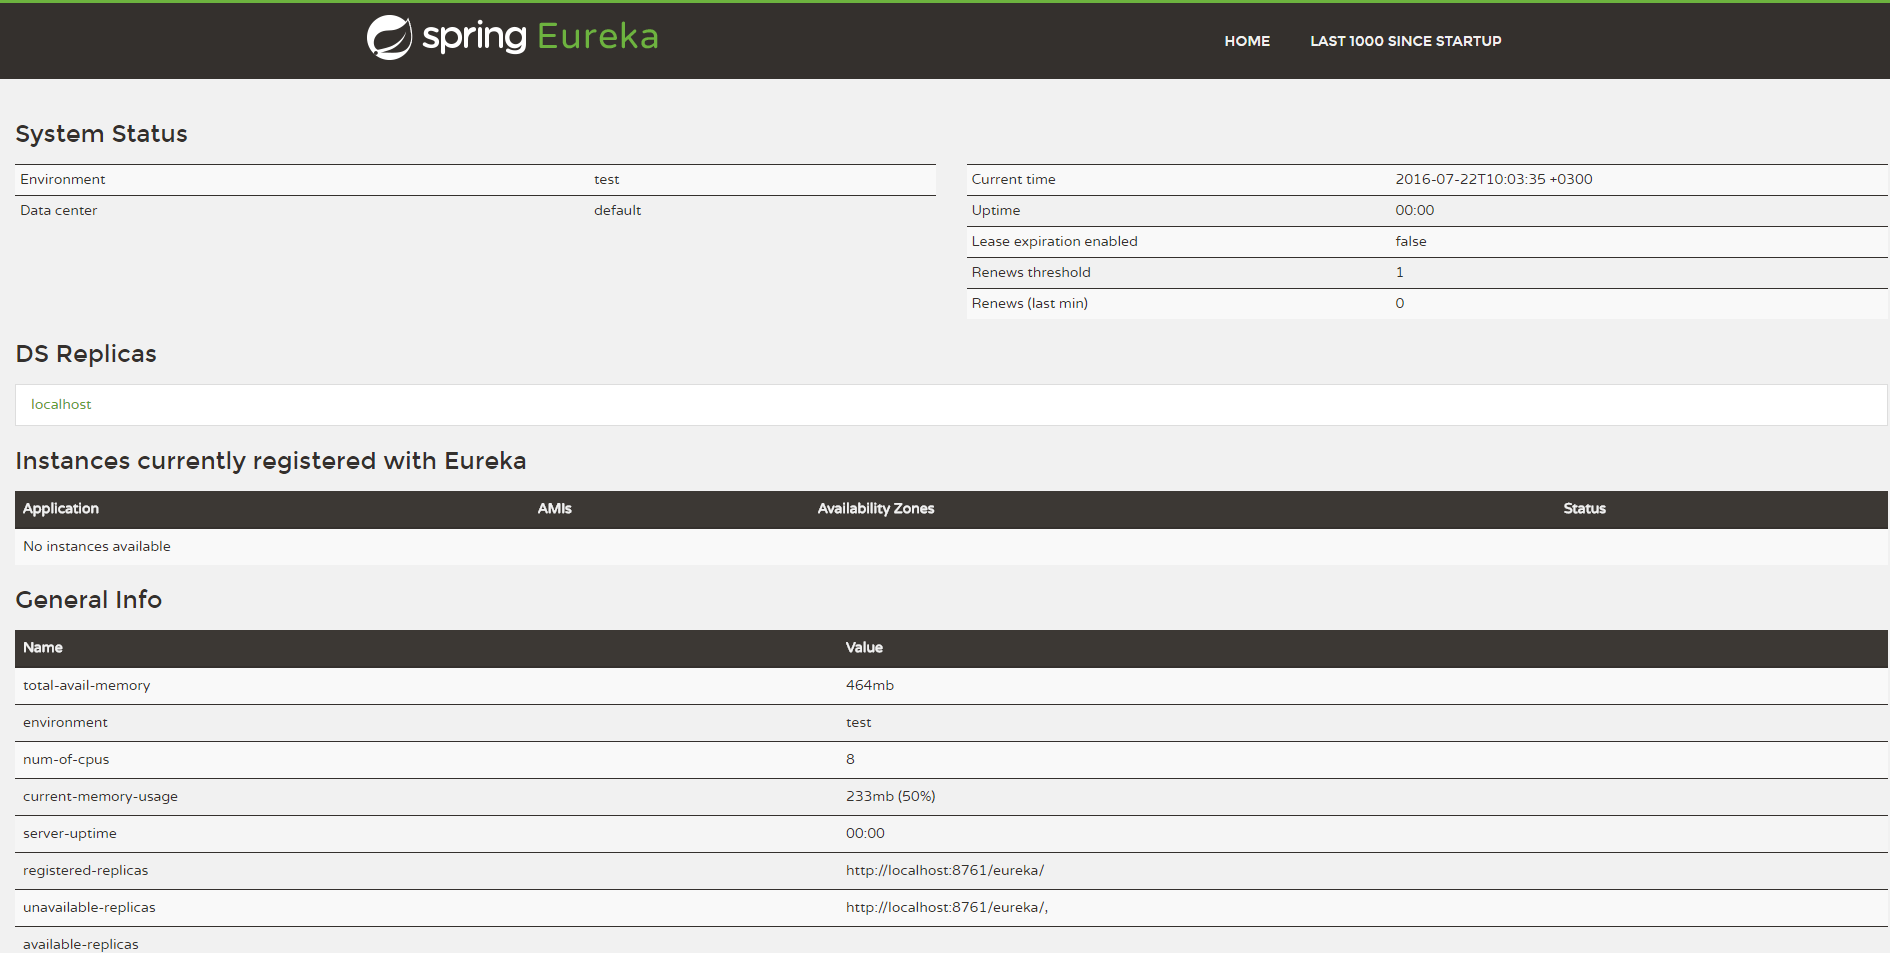 spring Eureka
HOME LAST 1000 SINCE STARTUP
System Status
Environment test
Data center default
Current time 2016-07-22T10:03:35 +0300
Uptime 00:00
Lease expiration enabled false
Renews threshold 1
Renews (last min) 0
DS Replicas
localhost
Instances currently registered with Eureka
Application AMIs Availability Zones Status
No instances available
General Info
Name Value
total-avail-memory 464mb
environment test
num-of-cpus 8
current-memory-usage 233mb (50%)
server-uptime 00:00
registered-replicas http://localhost:8761/eureka/
unavailable-replicas http://localhost:8761/eureka/,
available-replicas